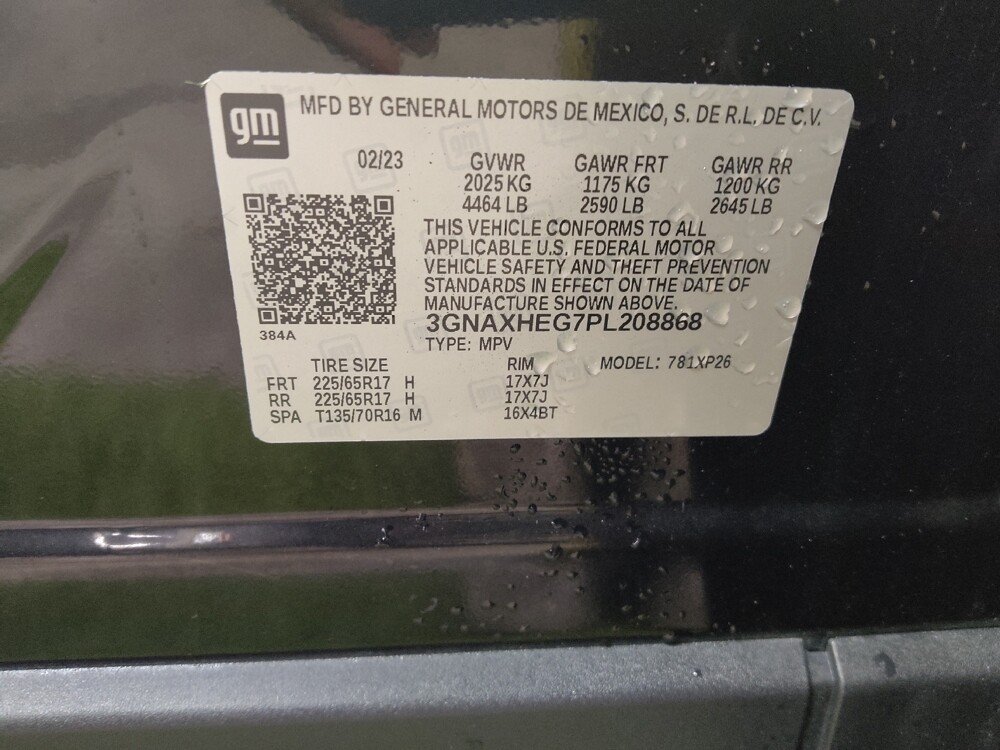 gm
MFD BY GENERAL MOTORS DE MEXICO, S. DE R.L. DE C.V.
02/23 GVWR GAWR FRT GAWR RR
2025 KG 1175 KG 1200 KG
4464 LB 2590 LB 2645 LB
THIS VEHICLE CONFORMS TO ALL
APPLICABLE U.S. FEDERAL MOTOR
VEHICLE SAFETY AND THEFT PREVENTION
STANDARDS IN EFFECT ON THE DATE OF
MANUFACTURE SHOWN ABOVE.
3GNAXHEG7PL208868
384A
TYPE: MPV
TIRE SIZE RIM MODEL: 781XP26
FRT 225/65R17 H 17X7J
RR 225/65R17 H 17X7J
SPA T135/70R16 M 16X4BT